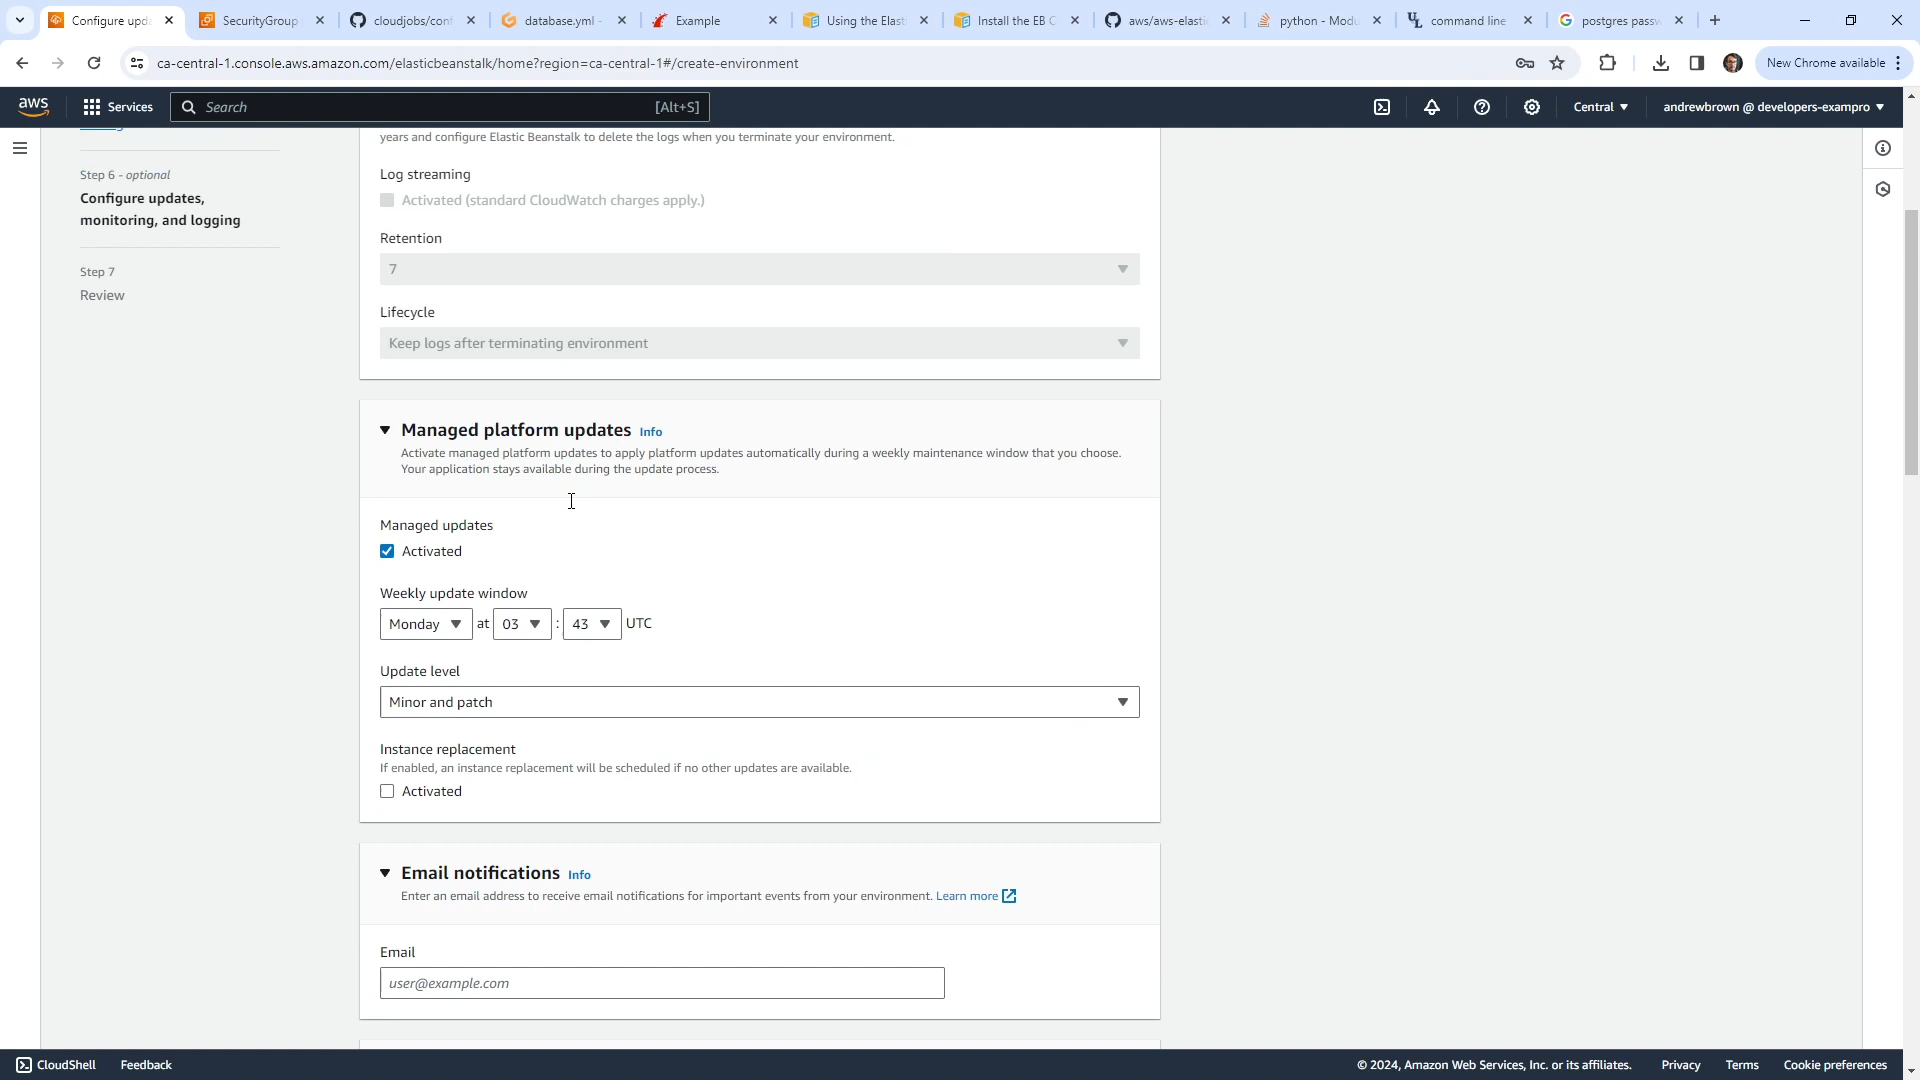 Configure upda
SecurityGroup
cloudjobs/conf
database.yml -
Example
Using the Elast
Install the EB C
aws/aws-elasti
python - Modu
command line
postgres passw
ca-central-1.console.aws.amazon.com/elasticbeanstalk/home?region=ca-central-1#/create-environment
New Chrome available
aws
Services
Search
[Alt+S]
Central
andrewbrown @ developers-exampro
Step 6 - optional
Configure updates,
monitoring, and logging
Step 7
Review
years and configure Elastic Beanstalk to delete the logs when you terminate your environment.
Log streaming
Activated (standard CloudWatch charges apply.)
Retention
7
Lifecycle
Keep logs after terminating environment
Managed platform updates Info
Activate managed platform updates to apply platform updates automatically during a weekly maintenance window that you choose.
Your application stays available during the update process.
Managed updates
Activated
Weekly update window
Monday at 03 : 43 UTC
Update level
Minor and patch
Instance replacement
If enabled, an instance replacement will be scheduled if no other updates are available.
Activated
Email notifications Info
Enter an email address to receive email notifications for important events from your environment. Learn more
Email
user@example.com
CloudShell
Feedback
© 2024, Amazon Web Services, Inc. or its affiliates.
Privacy
Terms
Cookie preferences